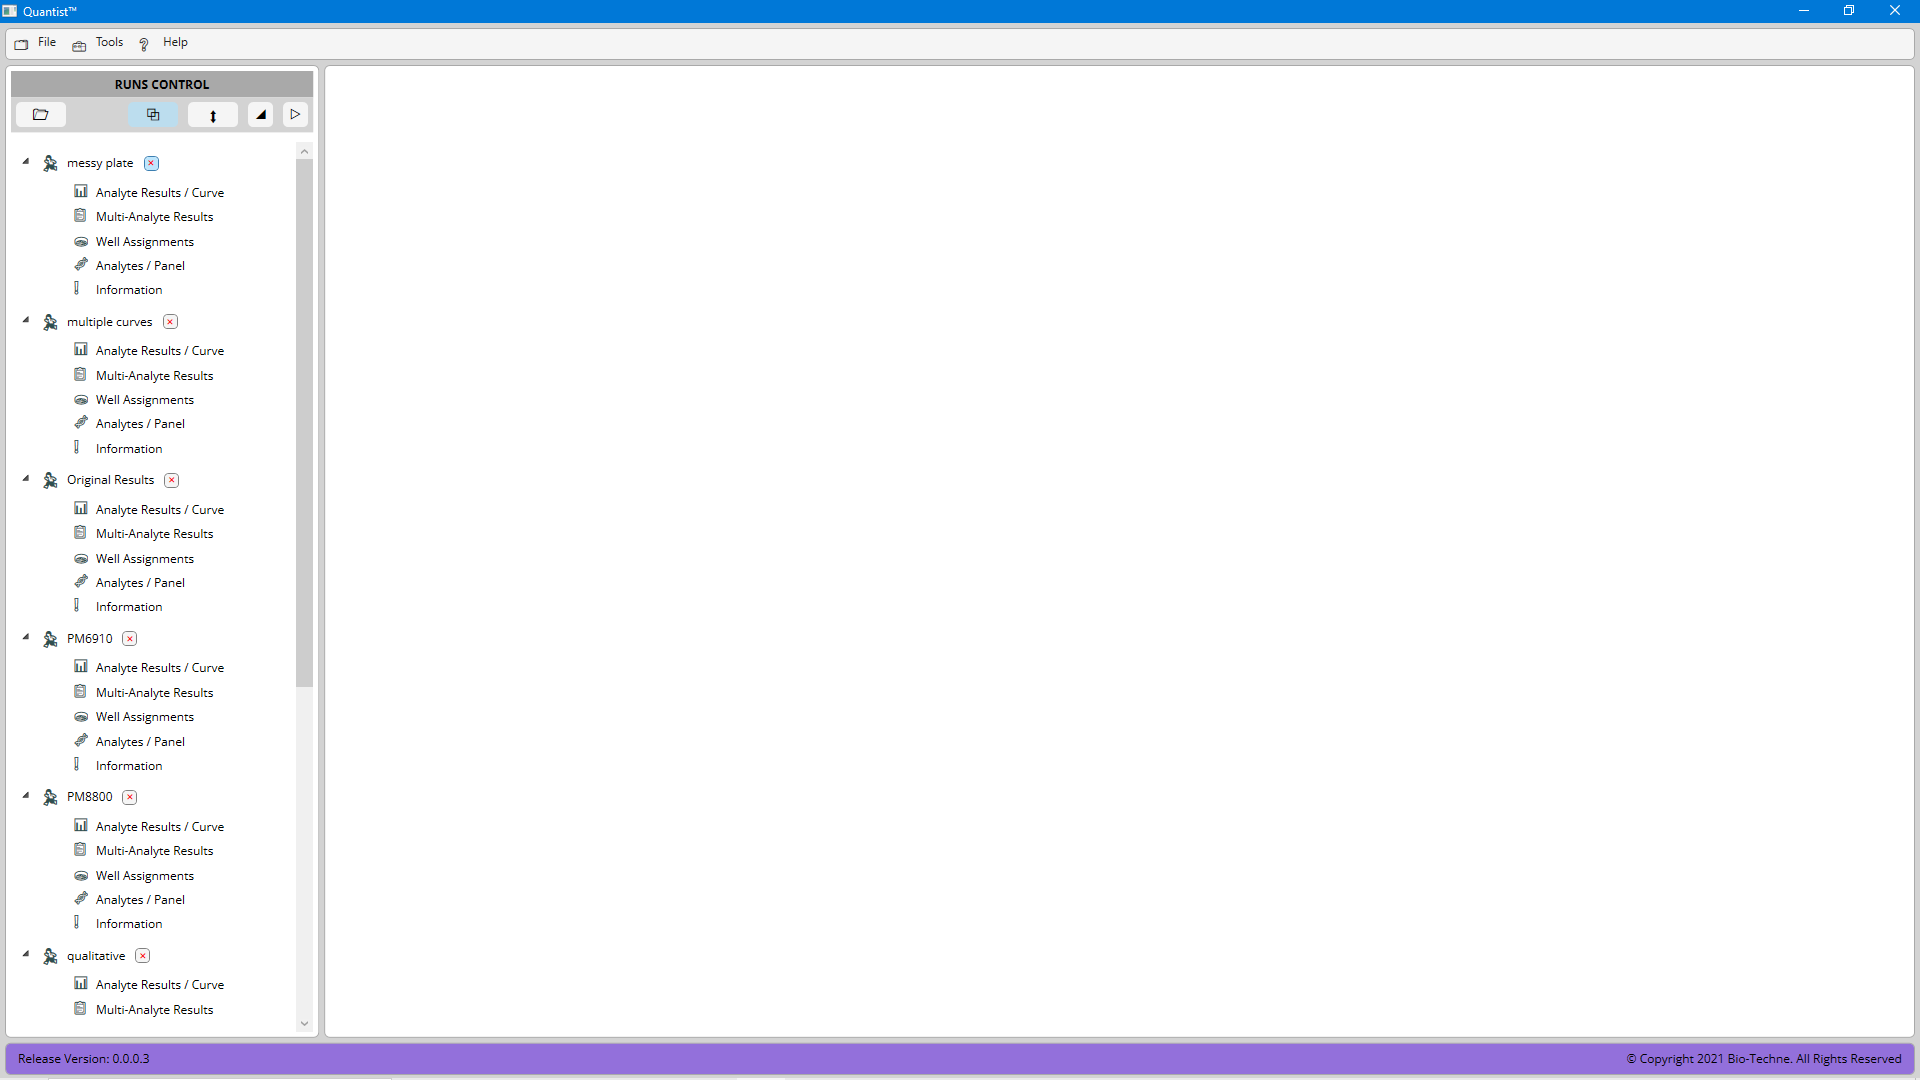 Quantist™
File Tools Help
RUNS CONTROL
messy plate
Analyte Results / Curve
Multi-Analyte Results
Well Assignments
Analytes / Panel
Information
multiple curves
Analyte Results / Curve
Multi-Analyte Results
Well Assignments
Analytes / Panel
Information
Original Results
Analyte Results / Curve
Multi-Analyte Results
Well Assignments
Analytes / Panel
Information
PM6910
Analyte Results / Curve
Multi-Analyte Results
Well Assignments
Analytes / Panel
Information
PM8800
Analyte Results / Curve
Multi-Analyte Results
Well Assignments
Analytes / Panel
Information
qualitative
Analyte Results / Curve
Multi-Analyte Results
Release Version: 0.0.0.3
© Copyright 2021 Bio-Techne. All Rights Reserved